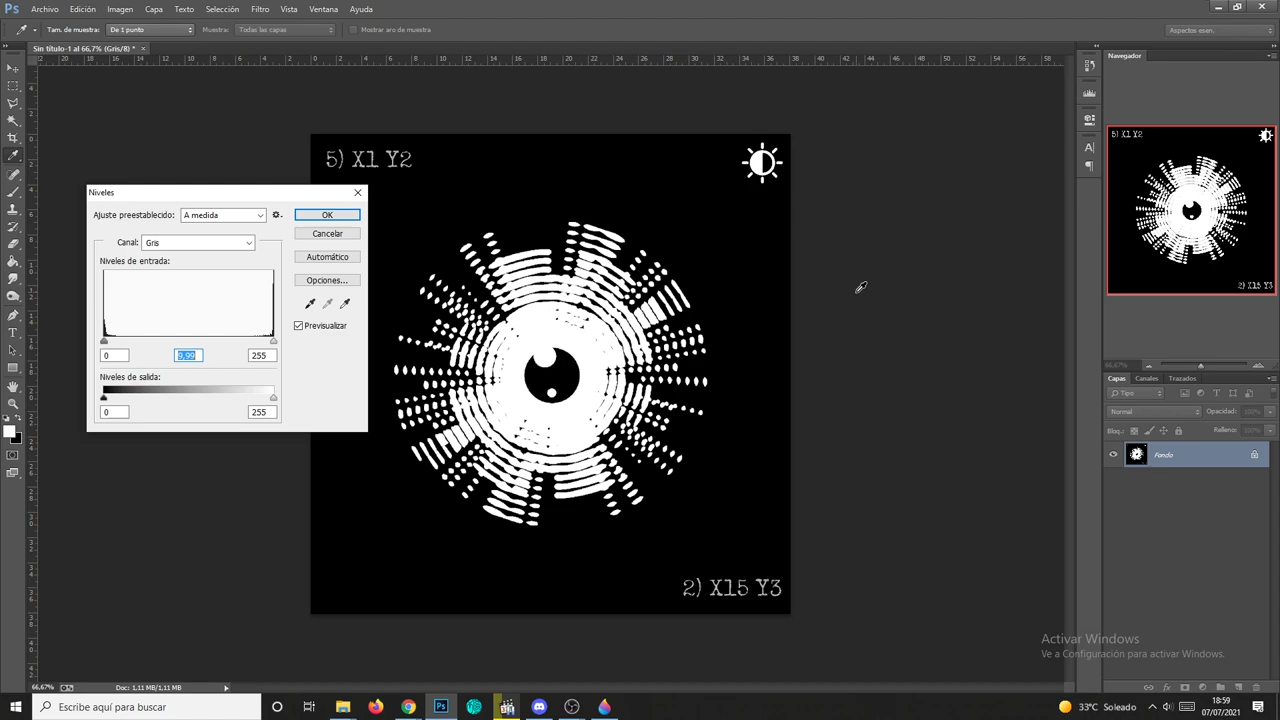 Ps Archivo Edición Imagen Capa Texto Selección Filtro Vista Ventana Ayuda
Tam. de muestra: De 1 punto Muestra: Todas las capas Mostrar aro de muestra Aspectos esen.
Sin título-1 al 66,7% (Gris/8) *
Navegador
5) X1 Y2
2) X15 Y3
Niveles
Ajuste preestablecido: A medida
OK
Canal: Gris
Cancelar
Niveles de entrada:
Automático
Opciones...
Previsualizar
0 9,99 255
Niveles de salida:
0 255
5) X1 Y2
2) X15 Y3
66,67%
Capas Canales Trazados
Tipo
Normal Opacidad: 100%
Bloq.: Relleno: 100%
Fondo
Activar Windows
Ve a Configuración para activar Windows.
66,67% Doc: 1,11 MB/1,11 MB
Escribe aquí para buscar
33°C Soleado
18:59
07/07/2021